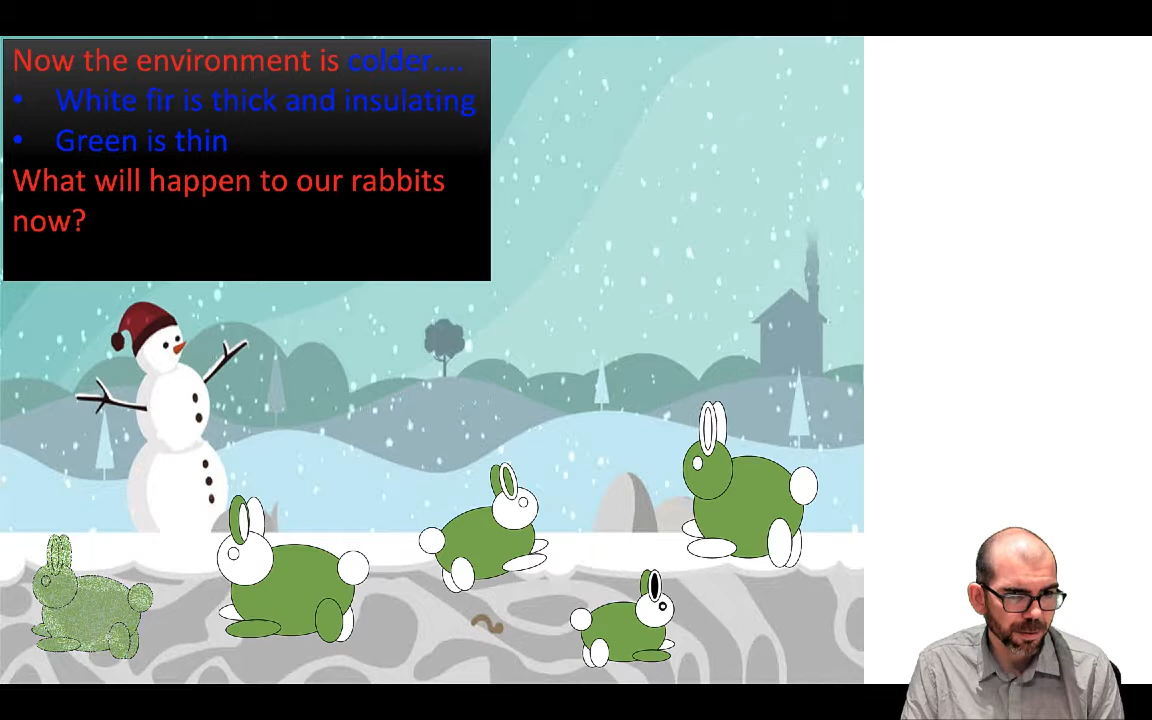 Now the environment is colder....
• White fir is thick and insulating
• Green is thin
What will happen to our rabbits
now?